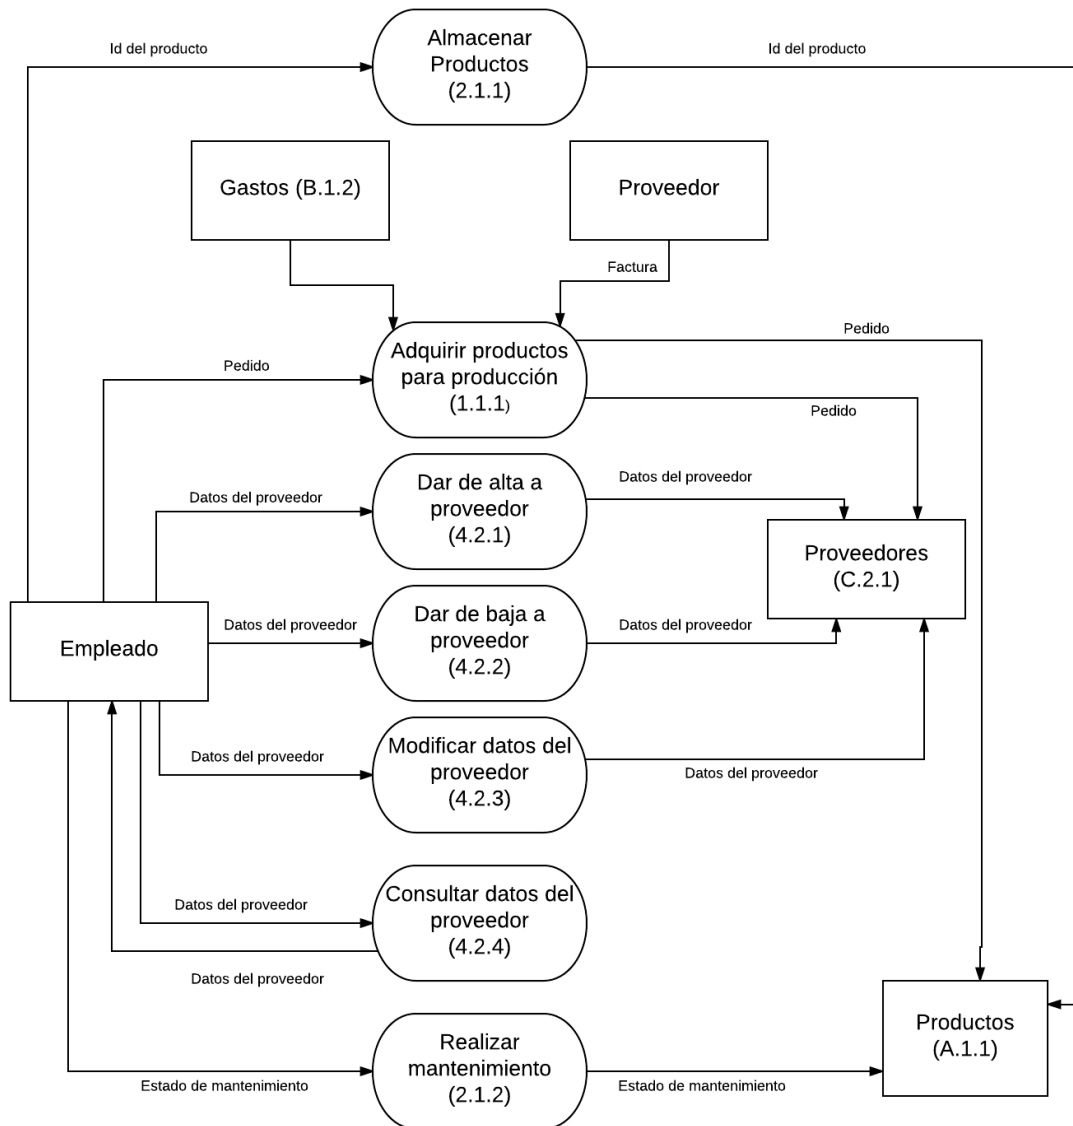 Id del producto
Almacenar
Productos
(2.1.1)
Id del producto
Gastos (B.1.2)
Proveedor
Factura
Pedido
Adquirir productos
para producción
(1.1.1)
Pedido
Pedido
Datos del proveedor
Dar de alta a
proveedor
(4.2.1)
Datos del proveedor
Proveedores
(C.2.1)
Empleado
Datos del proveedor
Dar de baja a
proveedor
(4.2.2)
Datos del proveedor
Datos del proveedor
Modificar datos del
proveedor
(4.2.3)
Datos del proveedor
Datos del proveedor
Consultar datos del
proveedor
(4.2.4)
Datos del proveedor
Productos
(A.1.1)
Estado de mantenimiento
Realizar
mantenimiento
(2.1.2)
Estado de mantenimiento